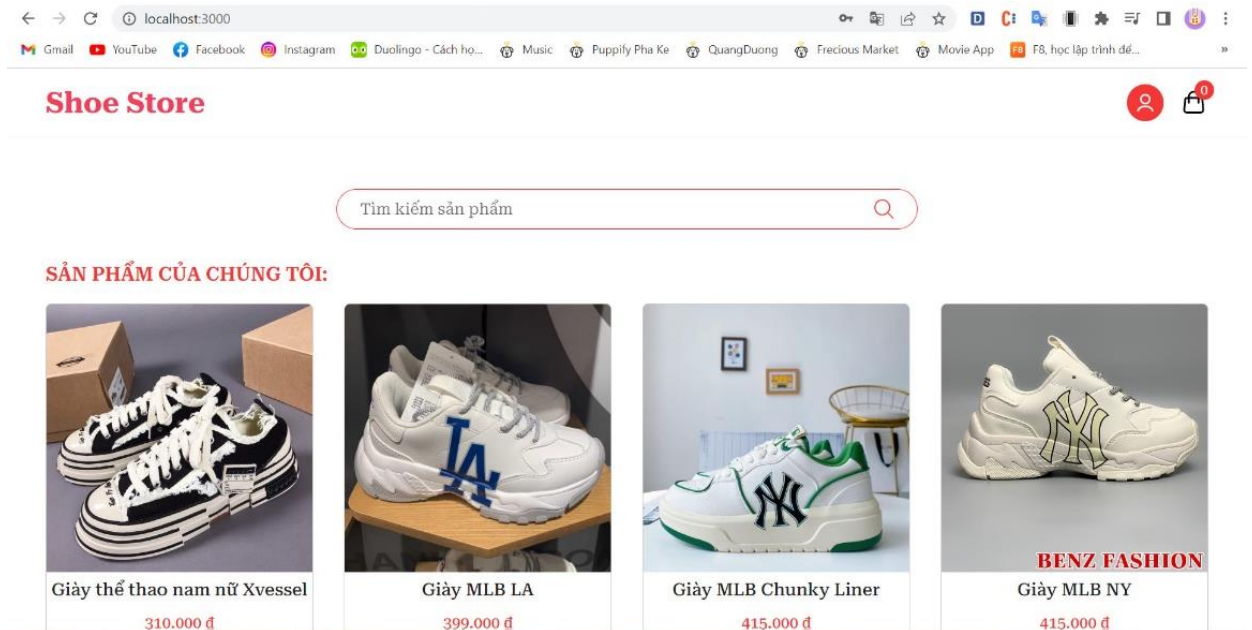 localhost:3000
Gmail YouTube Facebook Instagram Duolingo - Cách họ... Music Puppify Pha Ke QuangDuong Frecious Market Movie App F8, học lập trình để... »
Shoe Store
0
Tìm kiếm sản phẩm
SẢN PHẨM CỦA CHÚNG TÔI:
LA
NY
NY
BENZ FASHION
Giày thể thao nam nữ Xvessel Giày MLB LA Giày MLB Chunky Liner Giày MLB NY
310.000 ₫ 399.000 ₫ 415.000 ₫ 415.000 ₫